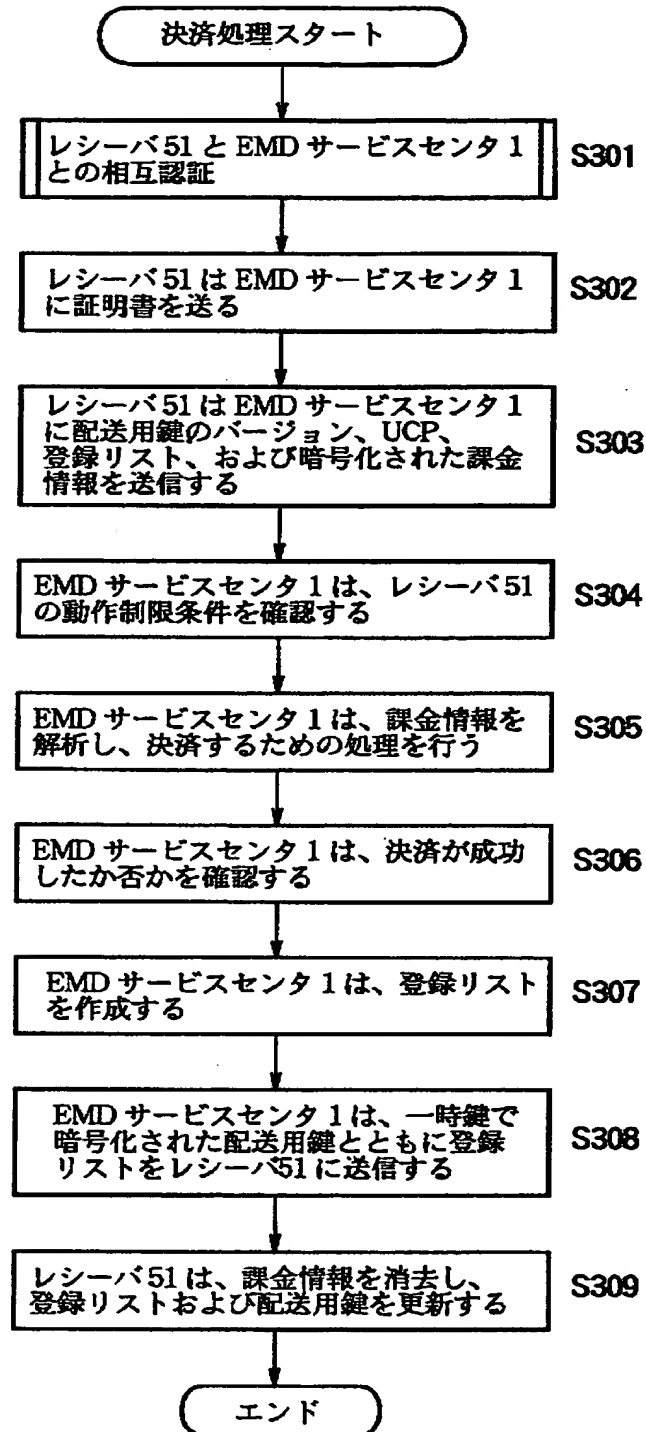 決済処理スタート
レシーバ51とEMDサービスセンタ1
との相互認証
S301
レシーバ51はEMDサービスセンタ1
に証明書を送る
S302
レシーバ51はEMDサービスセンタ1
に配送用鍵のバージョン、UCP、
登録リスト、および暗号化された課金
情報を送信する
S303
EMDサービスセンタ1は、レシーバ51
の動作制限条件を確認する
S304
EMDサービスセンタ1は、課金情報を
解析し、決済するための処理を行う
S305
EMDサービスセンタ1は、決済が成功
したか否かを確認する
S306
EMDサービスセンタ1は、登録リスト
を作成する
S307
EMDサービスセンタ1は、一時鍵で
暗号化された配送用鍵とともに登録
リストをレシーバ51に送信する
S308
レシーバ51は、課金情報を消去し、
登録リストおよび配送用鍵を更新する
S309
エンド